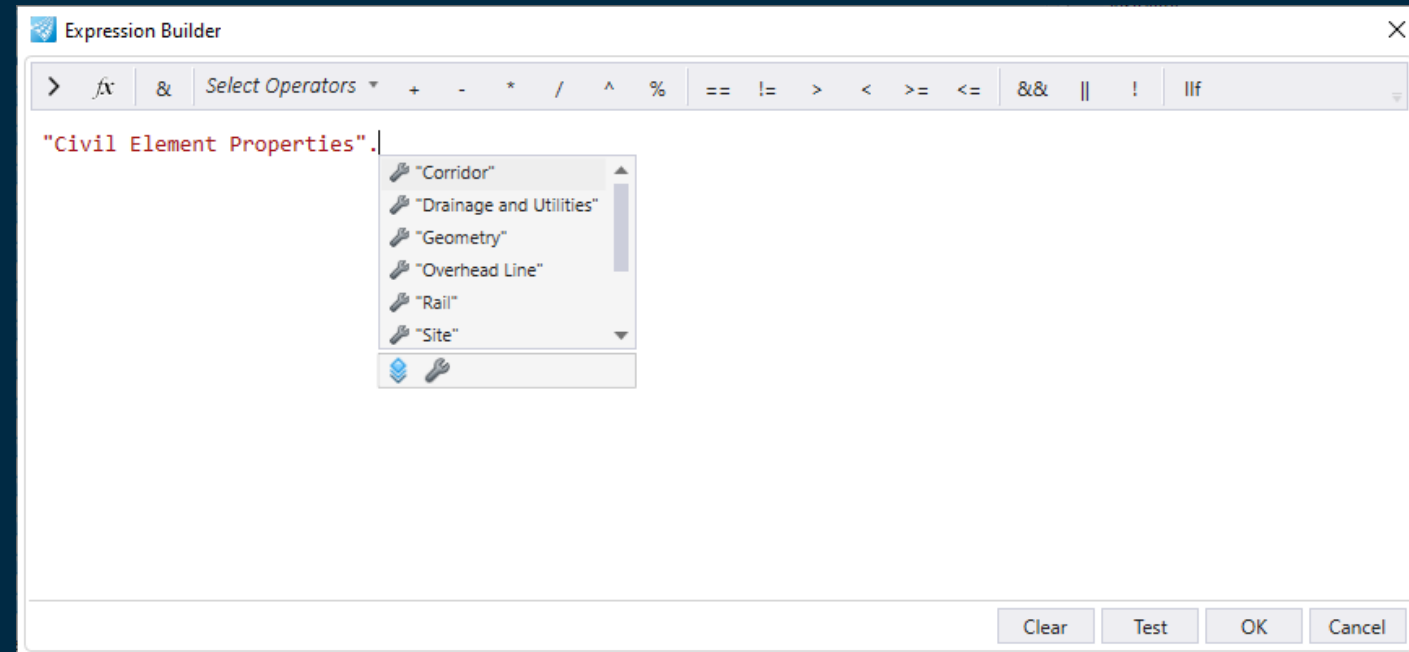 Expression Builder
fx & Select Operators + - * / ^ % == != > < >= <= && || ! IIf
"Civil Element Properties".
"Corridor"
"Drainage and Utilities"
"Geometry"
"Overhead Line"
"Rail"
"Site"
Clear Test OK Cancel